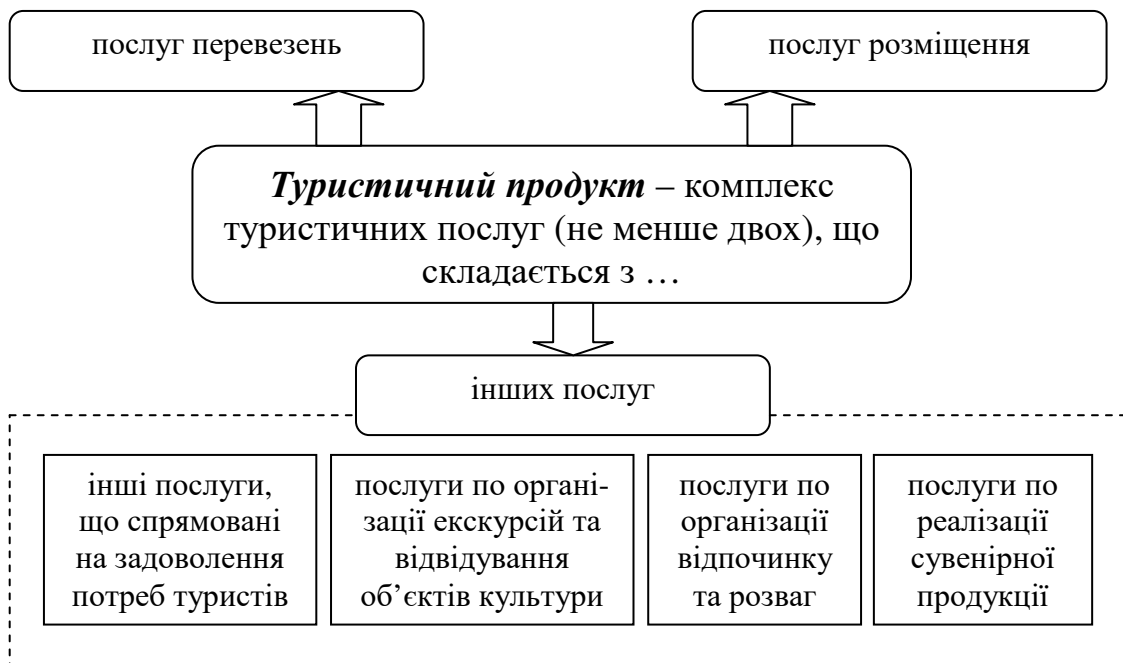 послуг перевезень
послуг розміщення
Туристичний продукт – комплекс
туристичних послуг (не менше двох), що
складається з …
інших послуг
інші послуги,
що спрямовані
на задоволення
потреб туристів
послуги по органі-
зації екскурсій та
відвідування
об’єктів культури
послуги по
організації
відпочинку
та розваг
послуги по
реалізації
сувенірної
продукції